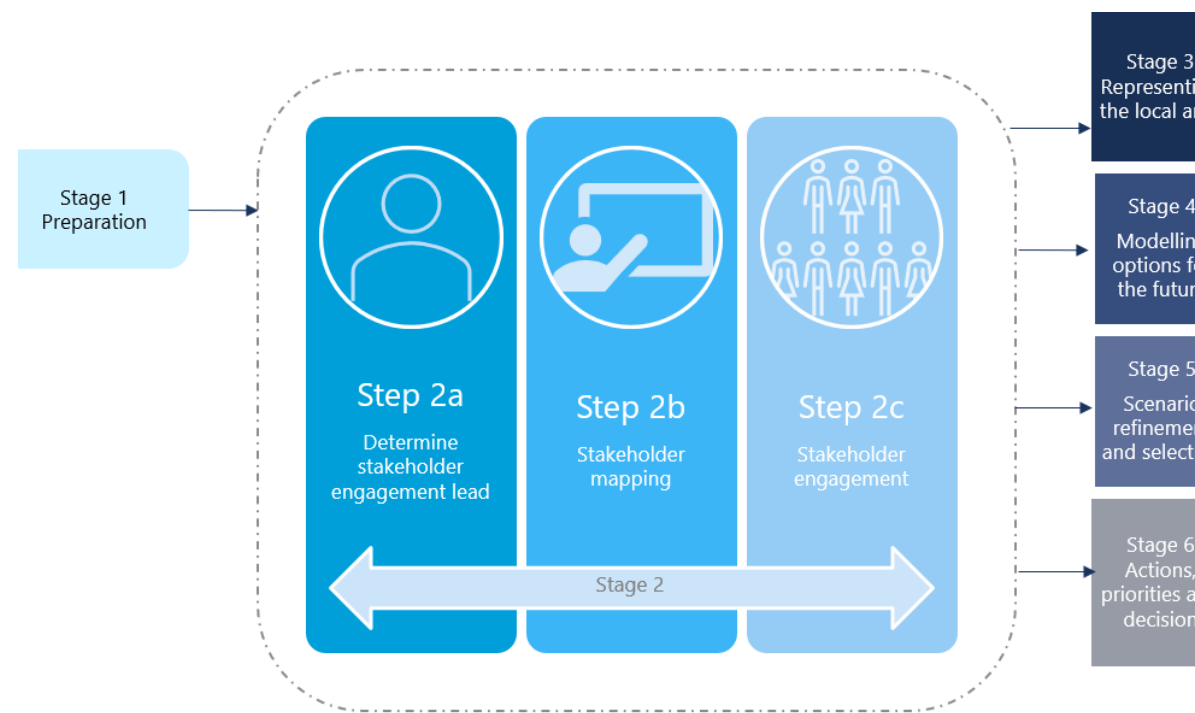 Stage 1
Preparation
Step 2a
Determine
stakeholder
engagement lead
Step 2b
Stakeholder
mapping
Step 2c
Stakeholder
engagement
Stage 2
Stage 3
the local
Stage 4
options
the
Stage 5
and
Stage 6
Actions,
priorities